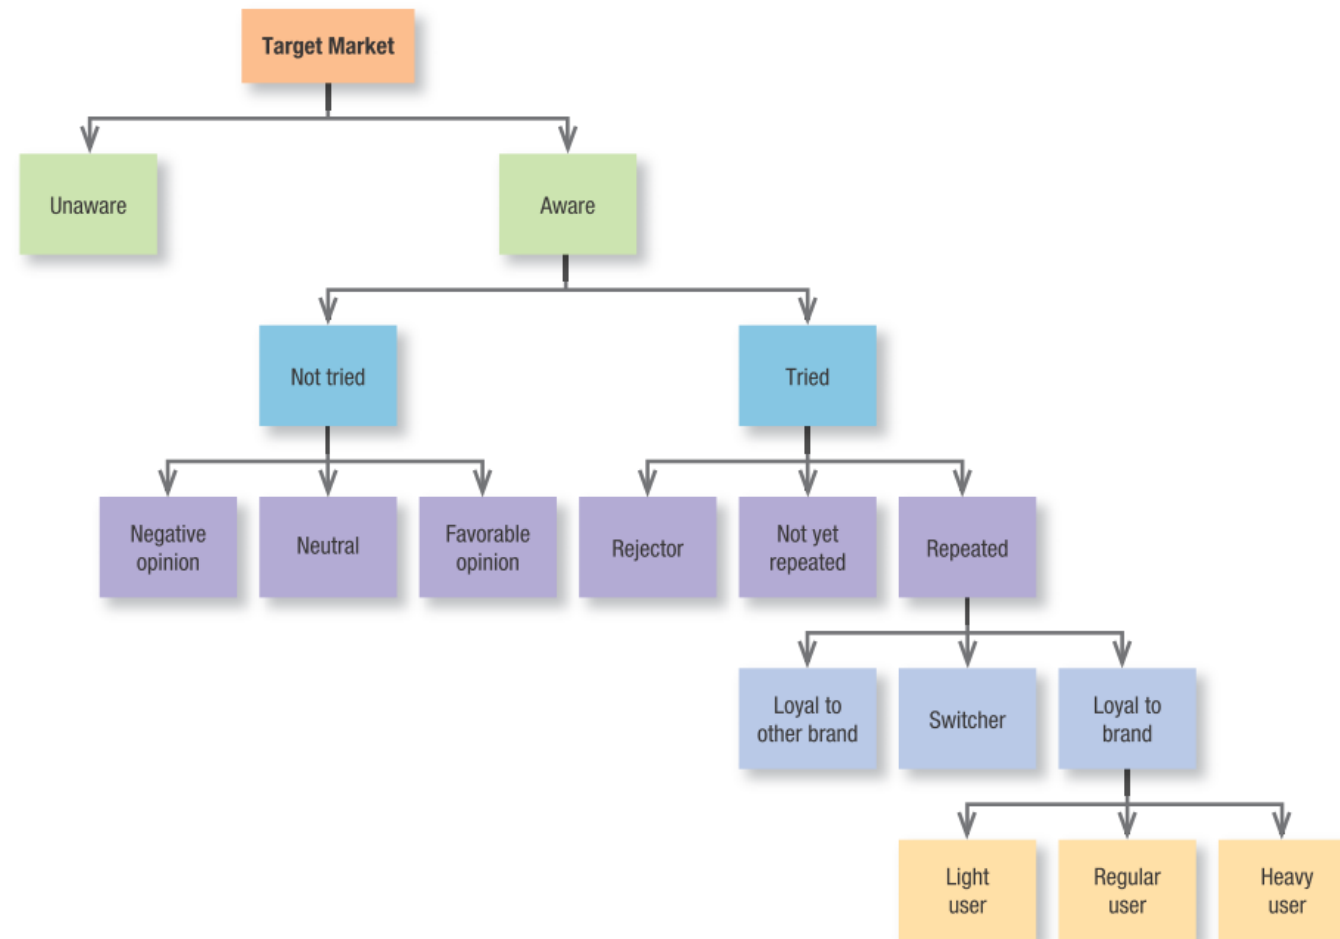 Target Market
Unaware
Aware
Not tried
Tried
Negative
opinion
Neutral
Favorable
opinion
Rejector
Not yet
repeated
Repeated
Loyal to
other brand
Switcher
Loyal to
brand
Light
user
Regular
user
Heavy
user